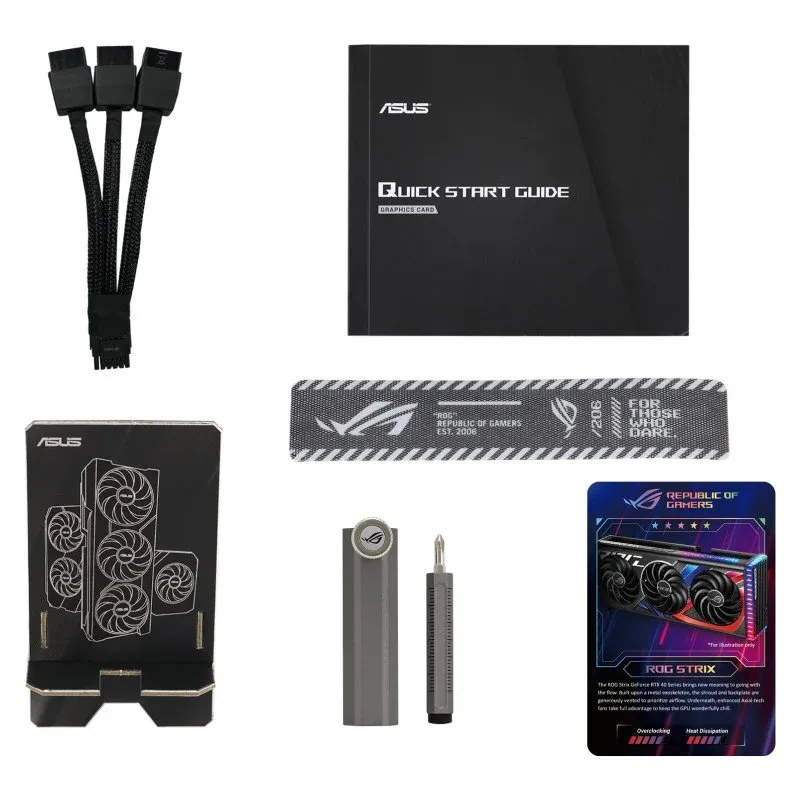 ASUS
QUICK START GUIDE
GRAPHICS CARD
"ROG"
REPUBLIC OF GAMERS
EST. 2006
/206
FOR
THOSE
WHO
DARE.
ASUS
REPUBLIC OF
GAMERS
*For illustration only
ROG STRIX
The ROG Strix GeForce RTX 40 Series brings new meaning to going with
the flow. Built upon a metal exoskeleton, the shroud and backplate are
generously vented to prioritize airflow. Underneath, enhanced Axial-tech
fans take full advantage to keep the GPU wonderfully chill.
Overclocking
Heat Dissipation